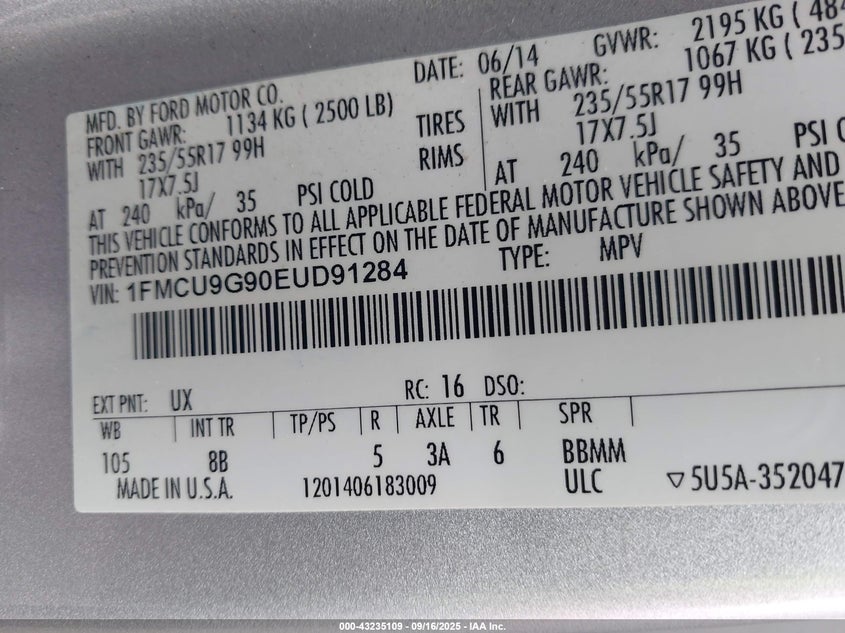 MFD. BY FORD MOTOR CO.
DATE: 06/14 GVWR: 2195 KG ( 484
FRONT GAWR: 1134 KG ( 2500 LB) REAR GAWR: 1067 KG ( 235
WITH 235/55R17 99H TIRES WITH 235/55R17 99H
17X7.5J RIMS 17X7.5J
AT 240 kPa/ 35 PSI COLD AT 240 kPa/ 35 PSI C
THIS VEHICLE CONFORMS TO ALL APPLICABLE FEDERAL MOTOR VEHICLE SAFETY AND
PREVENTION STANDARDS IN EFFECT ON THE DATE OF MANUFACTURE SHOWN ABOVE
VIN: 1FMCU9G90EUD91284 TYPE: MPV
EXT PNT: UX RC: 16 DSO:
WB INT TR TP/PS R AXLE TR SPR
105 8B 5 3A 6 BBMM
MADE IN U.S.A. 1201406183009 ULC ▽5U5A-352047
000-43235109 - 09/16/2025 - IAA Inc.